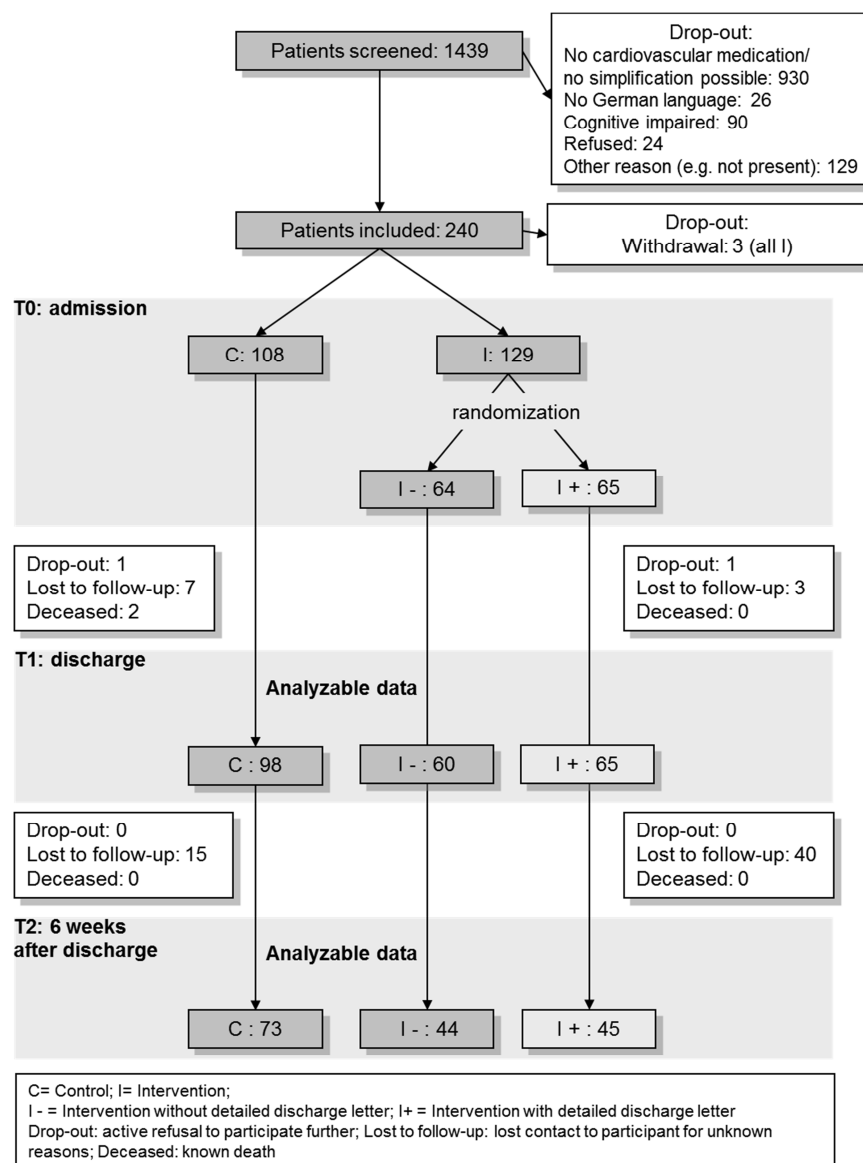 Patients screened: 1439
Drop-out:
No cardiovascular medication/
no simplification possible: 930
No German language: 26
Cognitive impaired: 90
Refused: 24
Other reason (e.g. not present): 129
Patients included: 240
Drop-out:
Withdrawal: 3 (all I)
T0: admission
C: 108
I: 129
randomization
I - : 64
I + : 65
Drop-out: 1
Lost to follow-up: 7
Deceased: 2
Drop-out: 1
Lost to follow-up: 3
Deceased: 0
T1: discharge
Analyzable data
C : 98
I - : 60
I + : 65
Drop-out: 0
Lost to follow-up: 15
Deceased: 0
Drop-out: 0
Lost to follow-up: 40
Deceased: 0
T2: 6 weeks
after discharge
Analyzable data
C : 73
I - : 44
I + : 45
C= Control; I= Intervention;
I - = Intervention without detailed discharge letter; I+ = Intervention with detailed discharge letter
Drop-out: active refusal to participate further; Lost to follow-up: lost contact to participant for unknown
reasons; Deceased: known death